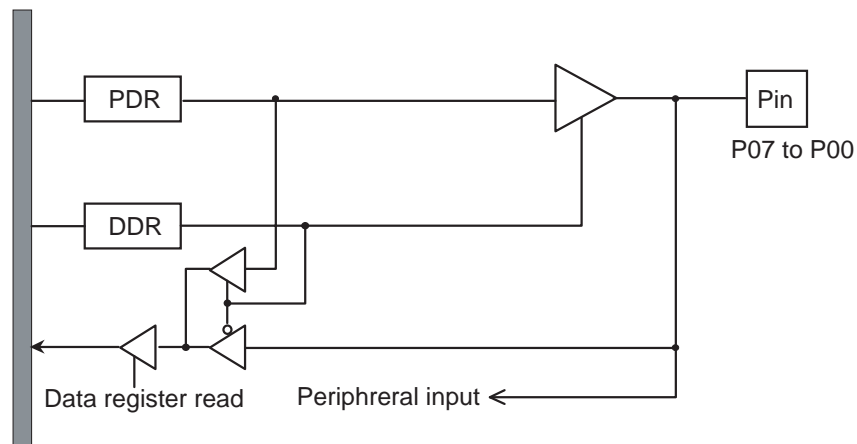 PDR
Pin
P07 to P00
DDR
Data register read
Periphreral input